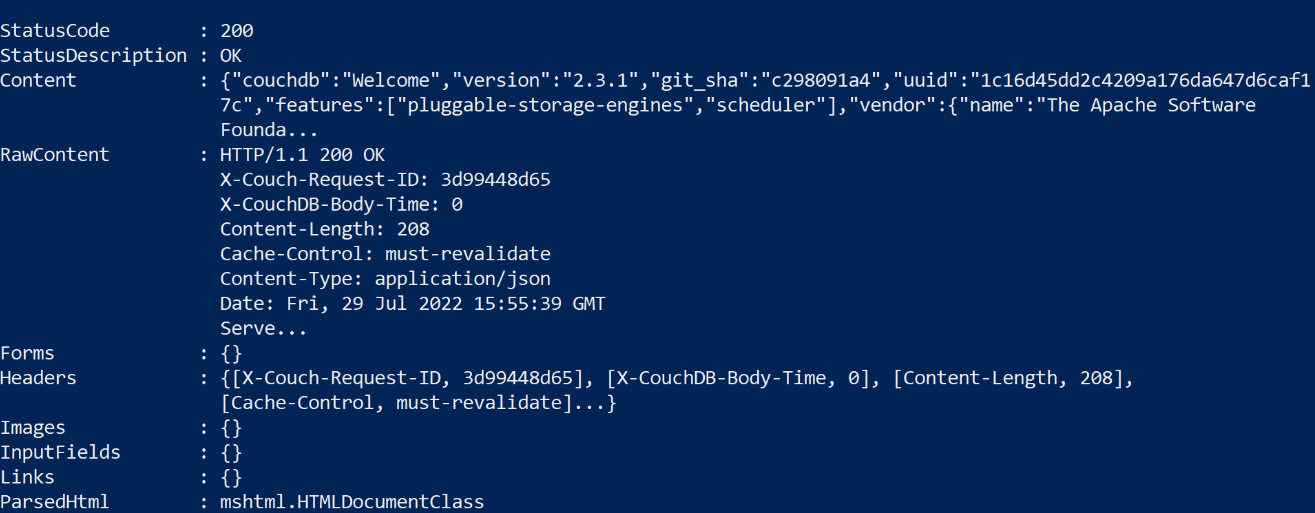 StatusCode : 200
StatusDescription : OK
Content : {"couchdb":"Welcome","version":"2.3.1","git_sha":"c298091a4","uuid":"1c16d45dd2c4209a176da647d6caf1
7c","features":["pluggable-storage-engines","scheduler"],"vendor":{"name":"The Apache Software
Founda...
RawContent : HTTP/1.1 200 OK
X-Couch-Request-ID: 3d99448d65
X-CouchDB-Body-Time: 0
Content-Length: 208
Cache-Control: must-revalidate
Content-Type: application/json
Date: Fri, 29 Jul 2022 15:55:39 GMT
Serve...
Forms : {}
Headers : {[X-Couch-Request-ID, 3d99448d65], [X-CouchDB-Body-Time, 0], [Content-Length, 208],
[Cache-Control, must-revalidate]...}
Images : {}
InputFields : {}
Links : {}
ParsedHtml : mshtml.HTMLDocumentClass